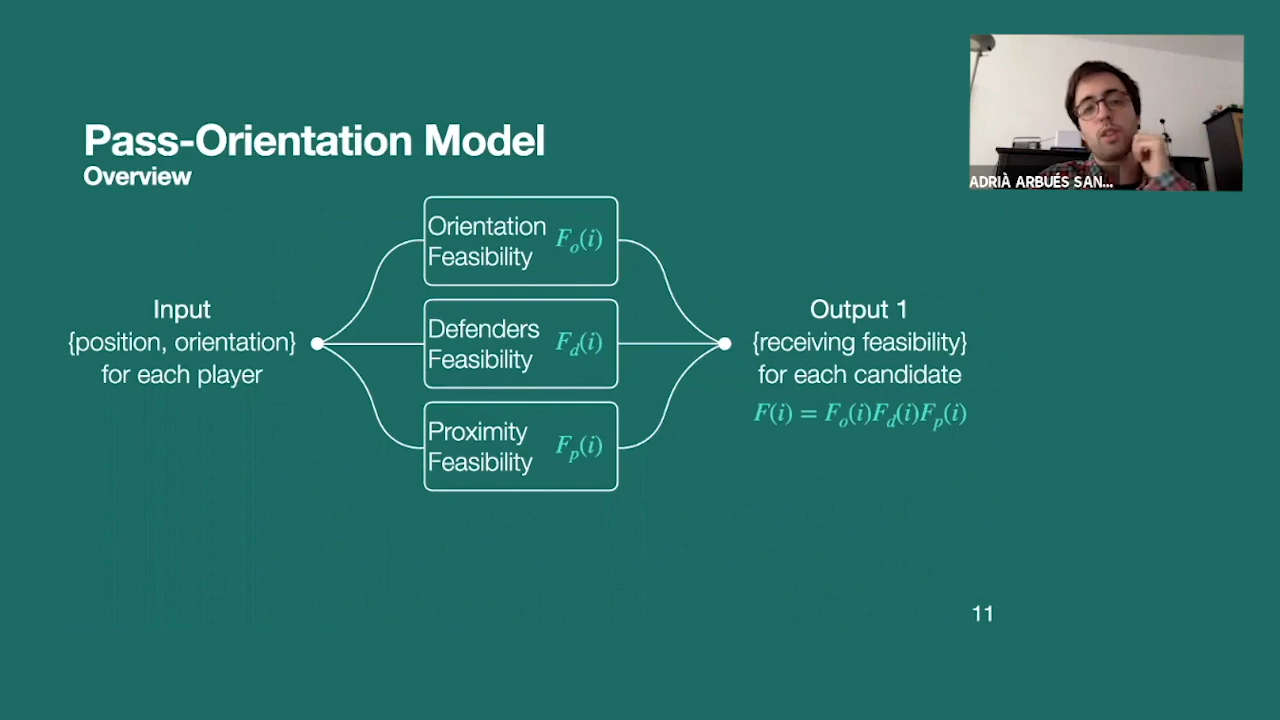 Pass-Orientation Model
Overview
Input
{position, orientation}
for each player
Orientation
Feasibility
F_o(i)
Defenders
Feasibility
F_d(i)
Proximity
Feasibility
F_p(i)
Output 1
{receiving feasibility}
for each candidate
F(i) = F_o(i)F_d(i)F_p(i)
ADRIÀ ARBUÉS SAN...
11